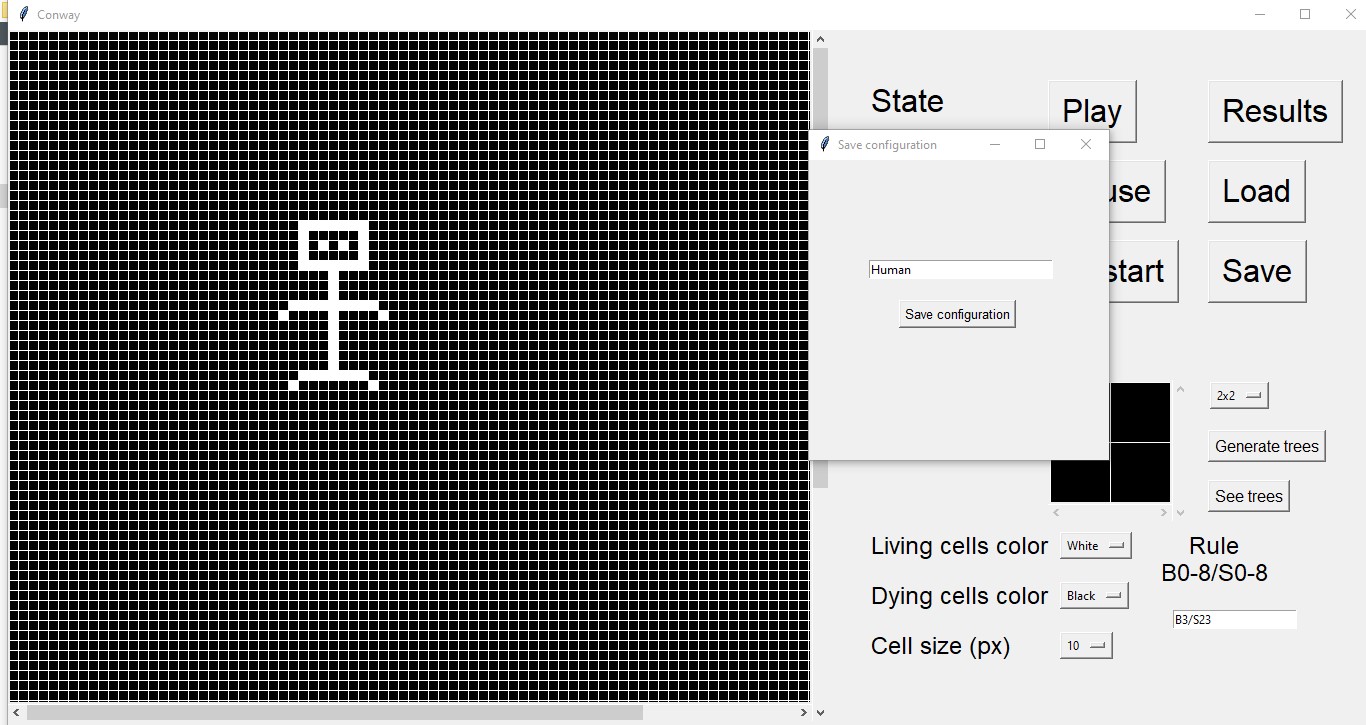 Conway
State
Play
Results
Save configuration
use
Load
start
Save
Human
Save configuration
2x2
Generate trees
See trees
Living cells color
White
Rule
B0-8/S0-8
Dying cells color
Black
B3/S23
Cell size (px)
10